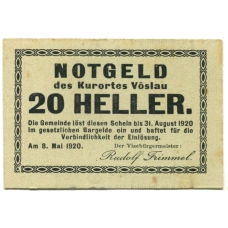 NOTGELD
des Kurortes Vöslau
20 HELLER.
Die Gemeinde löst diesen Schein bis 31. August 1920
im gesetzlichen Bargelde ein und haftet für die
Verbindlichkeit der Einlösung.
Am 8. Mai 1920. Der Vizebürgermeister:
Rudolf Frimmel.